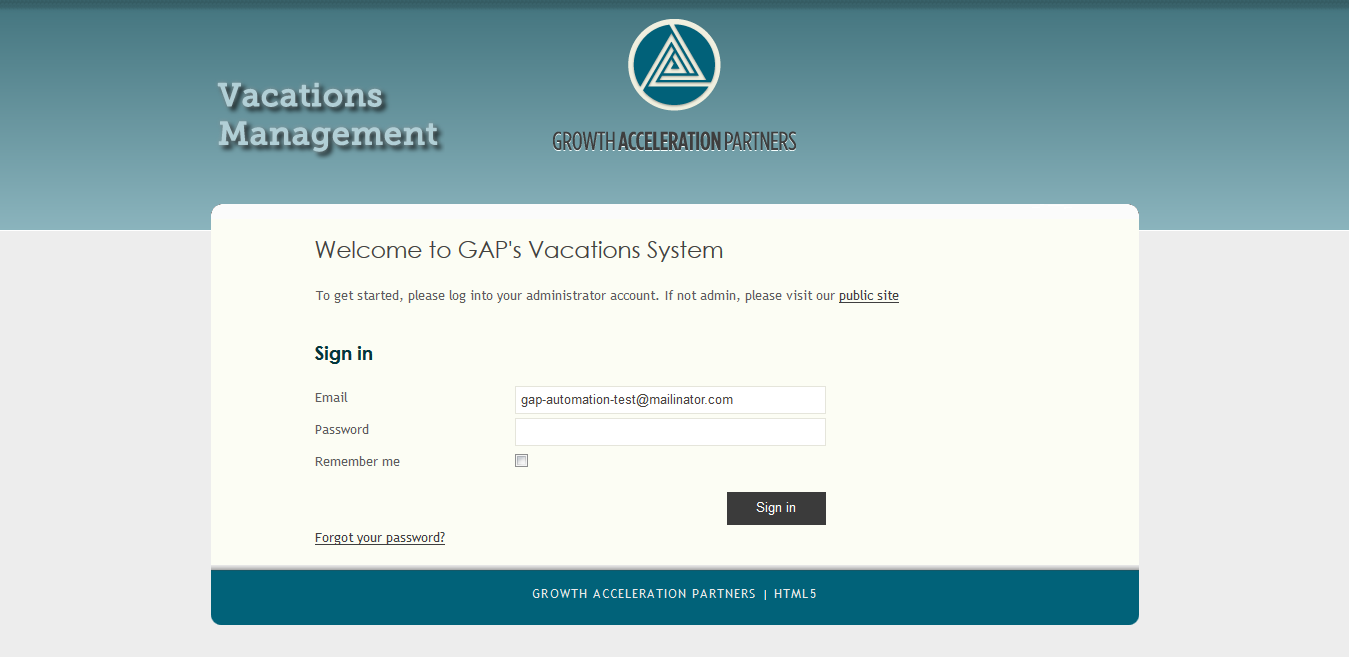 Vacations
Management
GROWTH ACCELERATION PARTNERS
Welcome to GAP's Vacations System
To get started, please log into your administrator account. If not admin, please visit our public site
Sign in
Email gap-automation-test@mailinator.com
Password
Remember me
Sign in
Forgot your password?
GROWTH ACCELERATION PARTNERS | HTML5